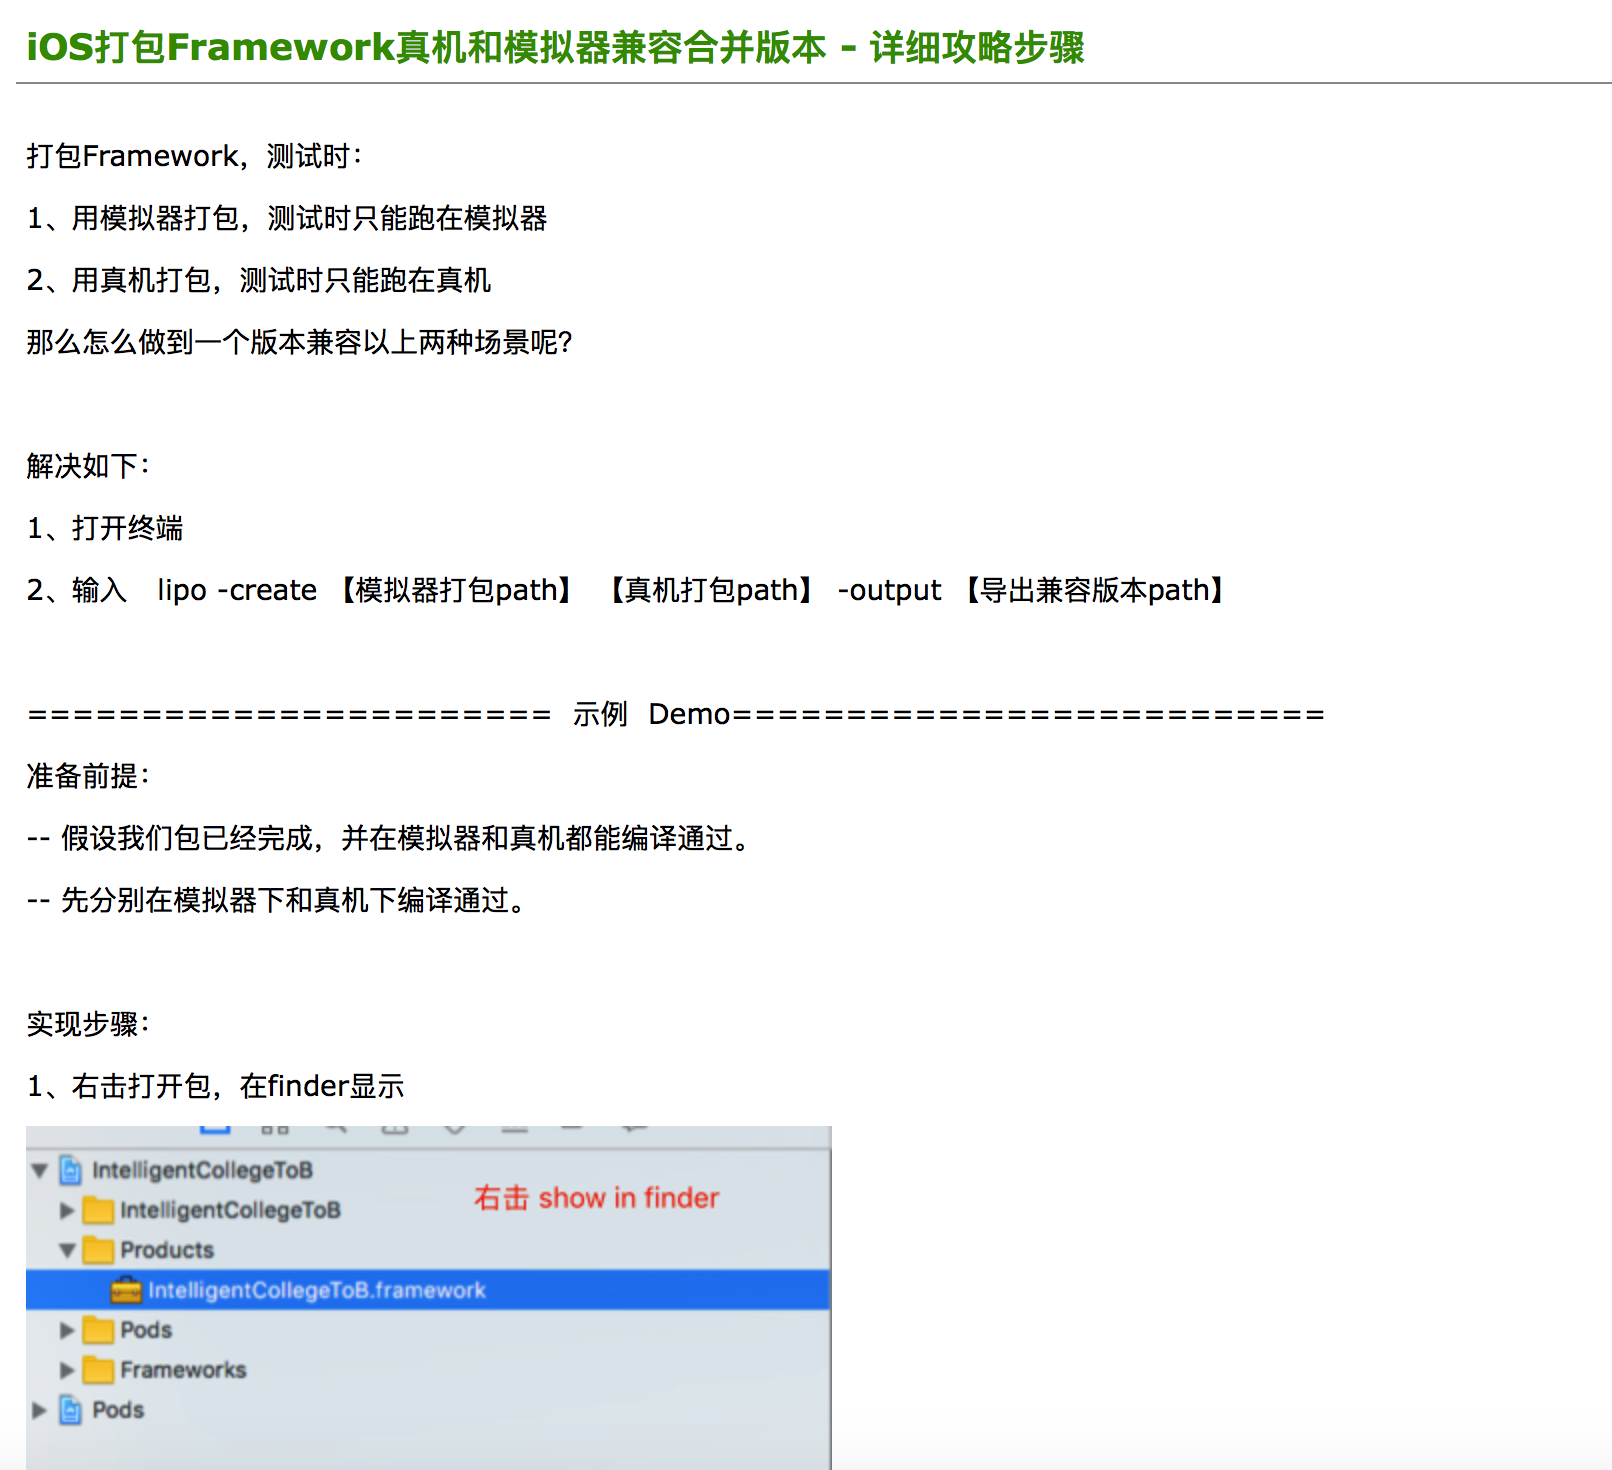 iOS打包Framework真机和模拟器兼容合并版本 - 详细攻略步骤
打包Framework，测试时：
1、用模拟器打包，测试时只能跑在模拟器
2、用真机打包，测试时只能跑在真机
那么怎么做到一个版本兼容以上两种场景呢？
解决如下：
1、打开终端
2、输入 lipo -create 【模拟器打包path】 【真机打包path】 -output 【导出兼容版本path】
======================= 示例 Demo==========================
准备前提：
-- 假设我们包已经完成，并在模拟器和真机都能编译通过。
-- 先分别在模拟器下和真机下编译通过。
实现步骤：
1、右击打开包，在finder显示
IntelligentCollegeToB
右击 show in finder
IntelligentCollegeToB
Products
IntelligentCollegeToB.framework
Pods
Frameworks
Pods